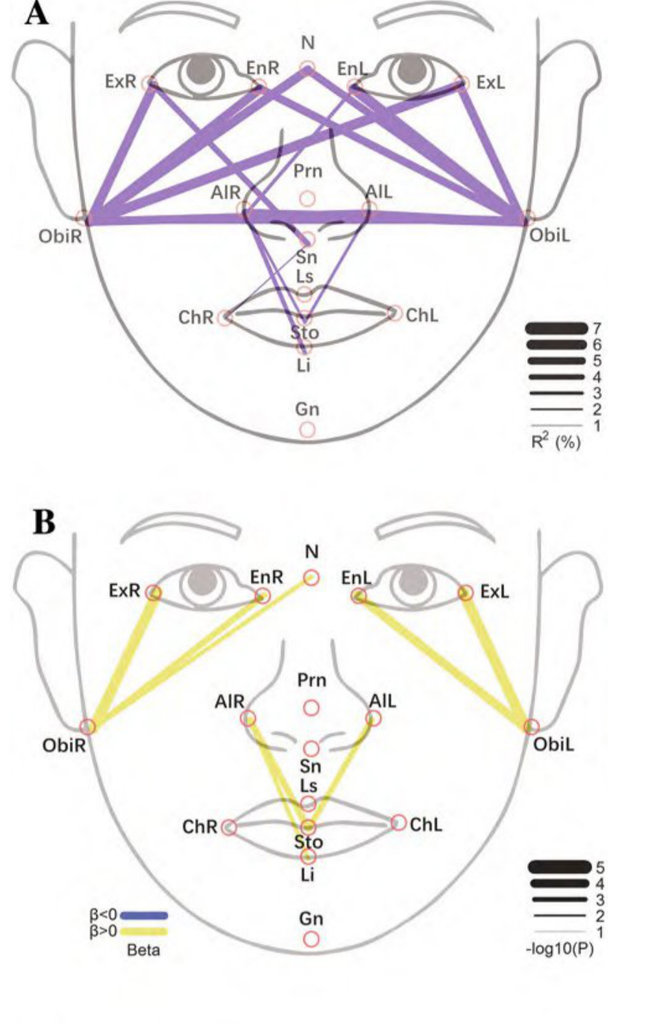 A
N
ExR EnR EnL ExL
Prn
AlR AlL
ObiR ObiL
Sn
Ls
ChR ChL
Sto
Li
Gn
7
6
5
4
3
2
1
R² (%)
B
N
ExR EnR EnL ExL
Prn
AlR AlL
ObiR ObiL
Sn
Ls
ChR ChL
Sto
Li
Gn
β<0
β>0
Beta
5
4
3
2
1
-log10(P)